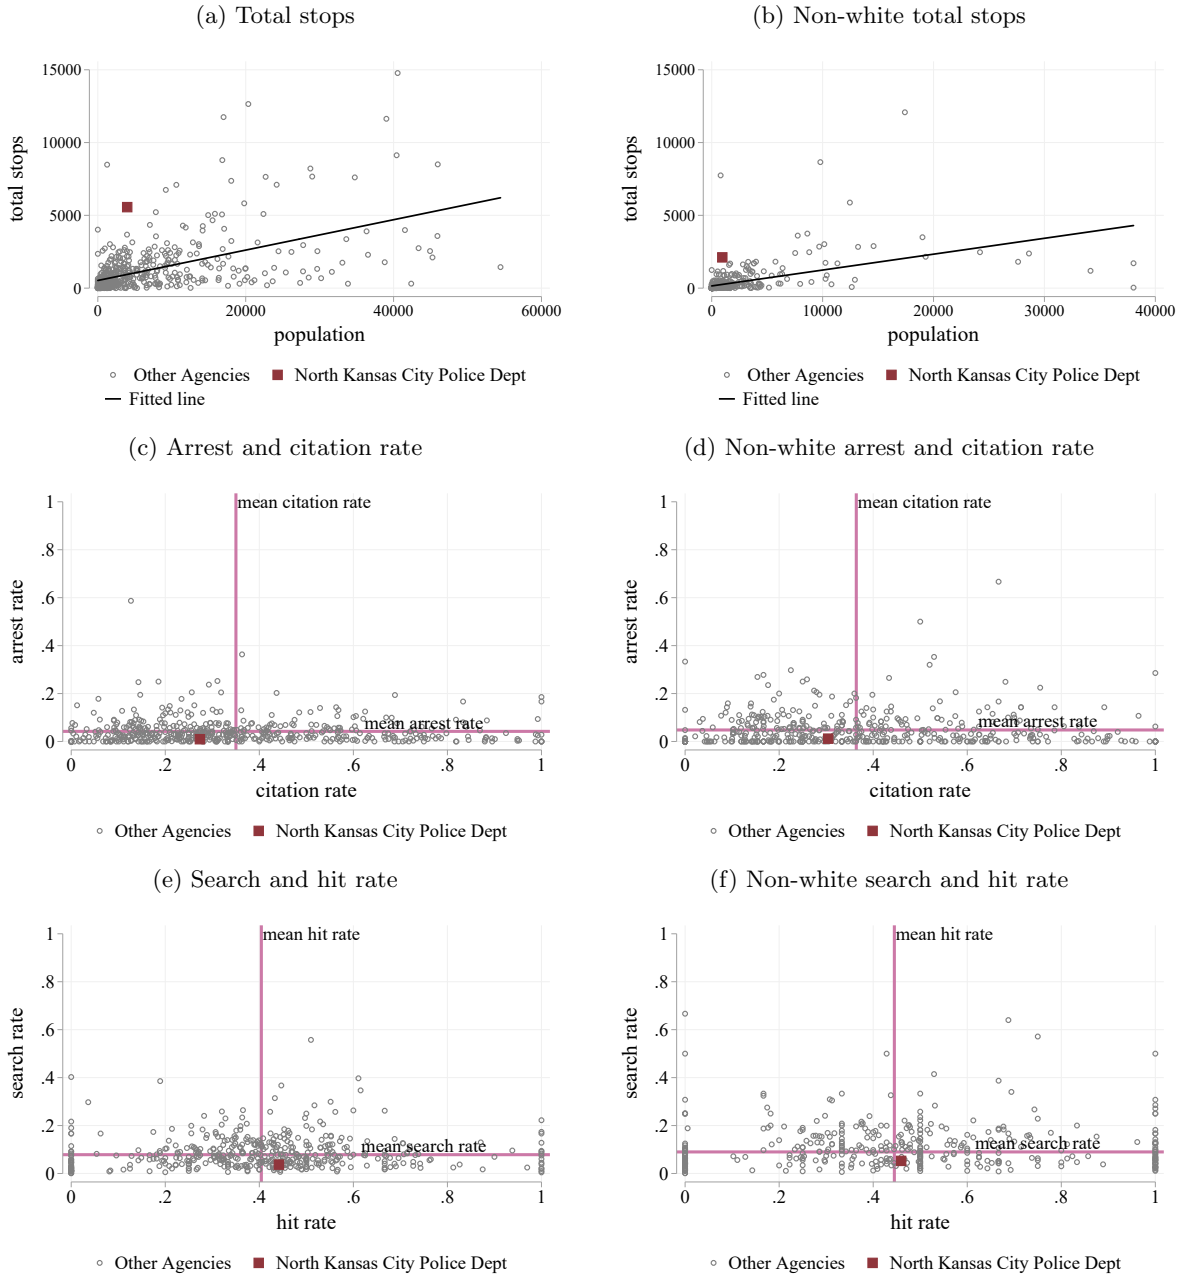 (a) Total stops
(b) Non-white total stops
15000
10000
5000
0
total stops
0 20000 40000 60000
population
Other Agencies North Kansas City Police Dept
Fitted line
15000
10000
5000
0
total stops
0 10000 20000 30000 40000
population
Other Agencies North Kansas City Police Dept
Fitted line
(c) Arrest and citation rate
(d) Non-white arrest and citation rate
1
.8
.6
.4
.2
0
arrest rate
mean citation rate
mean arrest rate
0 .2 .4 .6 .8 1
citation rate
Other Agencies North Kansas City Police Dept
1
.8
.6
.4
.2
0
arrest rate
mean citation rate
mean arrest rate
0 .2 .4 .6 .8 1
citation rate
Other Agencies North Kansas City Police Dept
(e) Search and hit rate
(f) Non-white search and hit rate
1
.8
.6
.4
.2
0
search rate
mean hit rate
mean search rate
0 .2 .4 .6 .8 1
hit rate
Other Agencies North Kansas City Police Dept
1
.8
.6
.4
.2
0
search rate
mean hit rate
mean search rate
0 .2 .4 .6 .8 1
hit rate
Other Agencies North Kansas City Police Dept